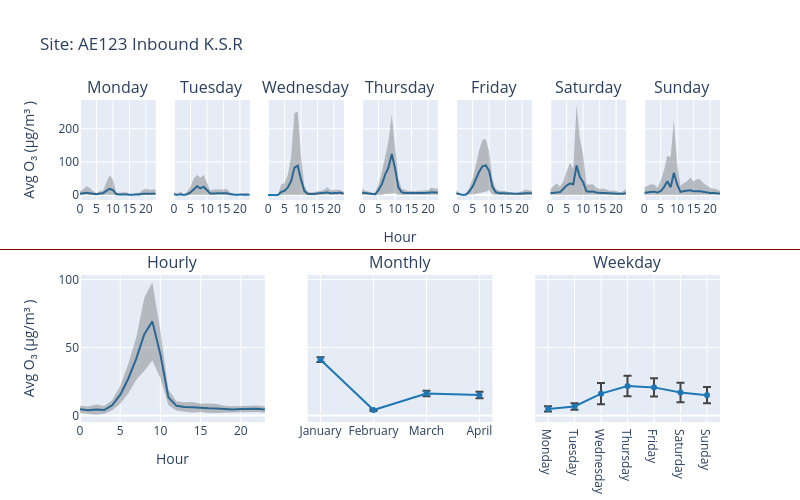 Site: AE123 Inbound K.S.R
Monday Tuesday Wednesday Thursday Friday Saturday Sunday
Avg O₃ (µg/m³ )
200
100
0
0 5 10 15 20 0 5 10 15 20 0 5 10 15 20 0 5 10 15 20 0 5 10 15 20 0 5 10 15 20 0 5 10 15 20
Hour
Hourly Monthly Weekday
Avg O₃ (µg/m³ )
100
50
0
0 5 10 15 20
Hour
January February March April
Monday Tuesday Wednesday Thursday Friday Saturday Sunday